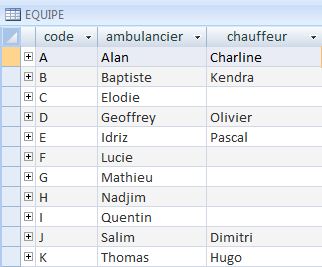 EQUIPE
code ambulancier chauffeur
A Alan Charline
B Baptiste Kendra
C Elodie
D Geoffrey Olivier
E Idriz Pascal
F Lucie
G Mathieu
H Nadjim
I Quentin
J Salim Dimitri
K Thomas Hugo